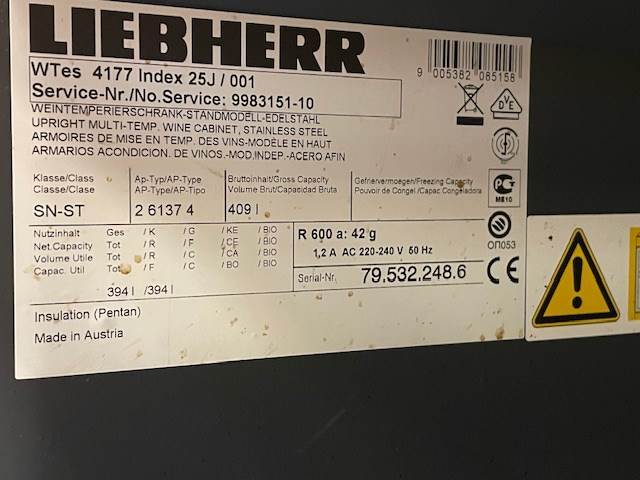 LIEBHERR
WTes 4177 Index 25J / 001
Service-Nr./No.Service: 9983151-10
9 005382 085158
WEINTEMPERIERSCHRANK-STANDMODELL-EDELSTAHL
UPRIGHT MULTI-TEMP. WINE CABINET, STAINLESS STEEL
ARMOIRES DE MISE EN TEMP. DES VINS-MODÈLE EN HAUT
ARMARIOS ACONDICION. DE VINOS-MOD.INDEP.-ACERO AFIN
Klasse/Class Ap-Typ/AP-Type Bruttoinhalt/Gross Capacity Gefriervermoegen/Freezing Capacity
Classe/Clase AP-Type/AP-Tipo Volume Brut/Capacidad Bruta Pouvoir de Congel./Capac.Congeladora
SN-ST 2 6137 4 409 l
Nutzinhalt Ges / K / G / KE / BIO
Net.Capacity Tot / R / F / CE / BIO
Volume Utile Tot / R / C / CA / BIO
Capac. Util Tot / F / C / BO / BIO
394 l / 394 l
R 600 a: 42 g
1,2 A AC 220-240 V 50 Hz
Serial-Nr. 79.532.248.6
Insulation (Pentan)
Made in Austria
DVE
PCT
МБ10
ОП053
CE